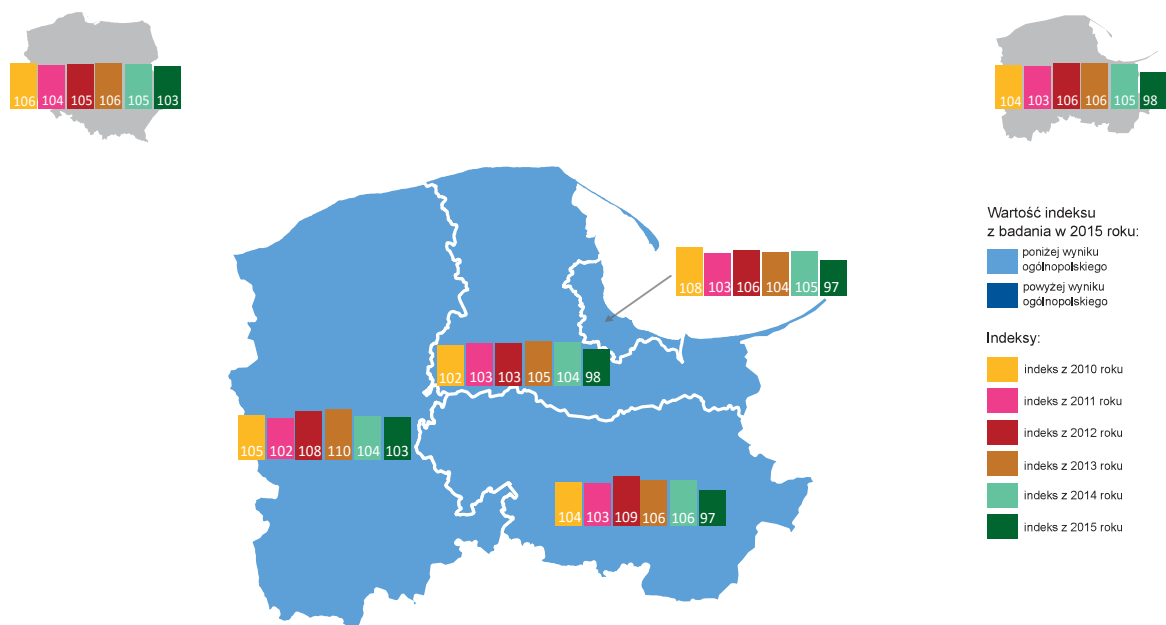 106 104 105 106 105 103
104 103 106 106 105 98
Wartość indeksu
z badania w 2015 roku:
poniżej wyniku
ogólnopolskiego
powyżej wyniku
ogólnopolskiego
108 103 106 104 105 97
Indeksy:
102 103 103 105 104 98
indeks z 2010 roku
indeks z 2011 roku
indeks z 2012 roku
indeks z 2013 roku
indeks z 2014 roku
indeks z 2015 roku
105 102 108 110 104 103
104 103 109 106 106 97